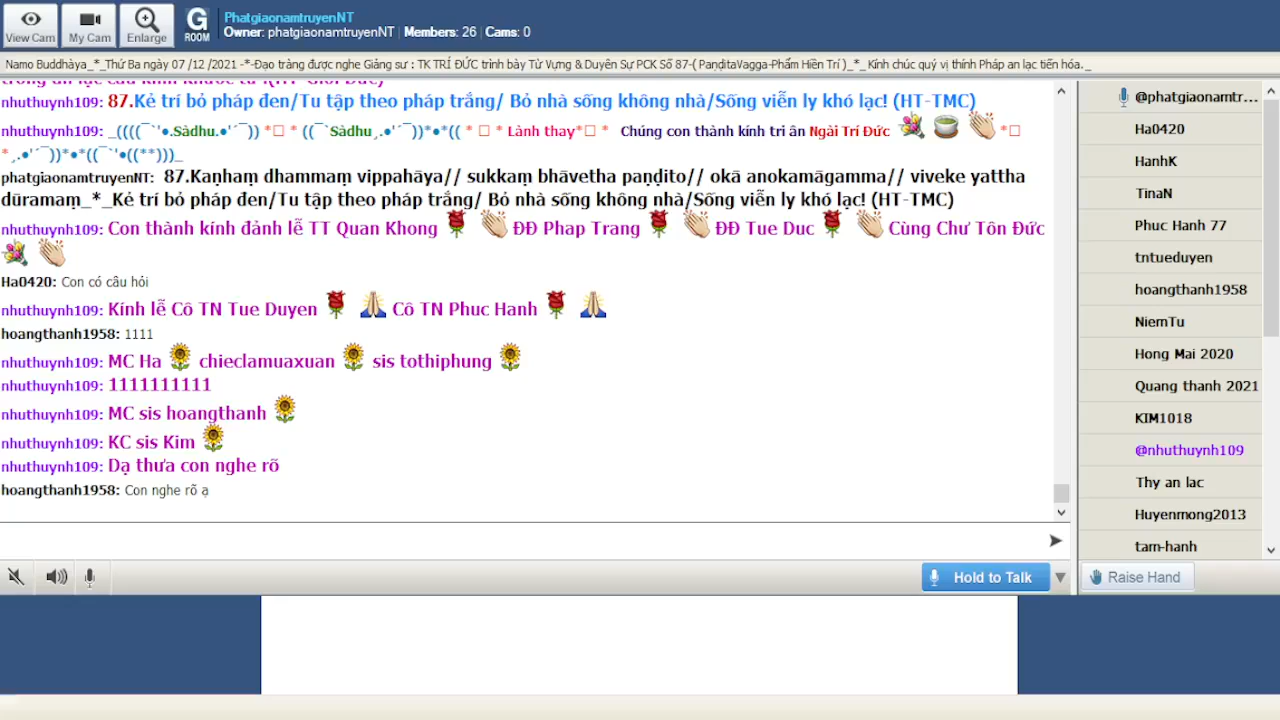 View Cam
My Cam
Enlarge
G
ROOM
PhatgiaonamtruyenNT
Owner: phatgiaonamtruyenNT | Members: 26 | Cams: 0
Namo Buddhàya_*_Thứ Ba ngày 07 /12 /2021 -*-Đạo tràng được nghe Giảng sư : TK TRÍ ĐỨC trình bày Từ Vựng & Duyên Sự PCK Số 87-( PaṇḍitaVagga-Phẩm Hiền Trí )_*_ Kính chúc quý vị thính Pháp an lạc tiến hóa._
nhuthuynh109: 87.Kẻ trí bỏ pháp đen/Tu tập theo pháp trắng/ Bỏ nhà sống không nhà/Sống viễn ly khó lạc! (HT-TMC)
nhuthuynh109: _((((¯`'•.Sàdhu.•'´¯)) *□ * ((¯`Sàdhu¸.•'´¯))*•*(( * □ * Lành thay*□ * Chúng con thành kính tri ân Ngài Trí Đức *□
*¸.•'´¯))*•*((¯`'•((**)))_
phatgiaonamtruyenNT: 87.Kaṇhaṃ dhammaṃ vippahāya// sukkaṃ bhāvetha paṇḍito// okā anokamāgamma// viveke yattha
dūramaṃ_*_Kẻ trí bỏ pháp đen/Tu tập theo pháp trắng/ Bỏ nhà sống không nhà/Sống viễn ly khó lạc! (HT-TMC)
nhuthuynh109: Con thành kính đảnh lễ TT Quan Khong ĐĐ Phap Trang ĐĐ Tue Duc Cùng Chư Tôn Đức
Ha0420: Con có câu hỏi
nhuthuynh109: Kính lễ Cô TN Tue Duyen Cô TN Phuc Hanh
hoangthanh1958: 1111
nhuthuynh109: MC Ha chieclamuaxuan sis tothiphung
nhuthuynh109: 1111111111
nhuthuynh109: MC sis hoangthanh
nhuthuynh109: KC sis Kim
nhuthuynh109: Dạ thưa con nghe rõ
hoangthanh1958: Con nghe rõ ạ
Hold to Talk
@phatgiaonamtr...
Ha0420
HanhK
TinaN
Phuc Hanh 77
tntueduyen
hoangthanh1958
NiemTu
Hong Mai 2020
Quang thanh 2021
KIM1018
@nhuthuynh109
Thy an lac
Huyenmong2013
tam-hanh
Raise Hand